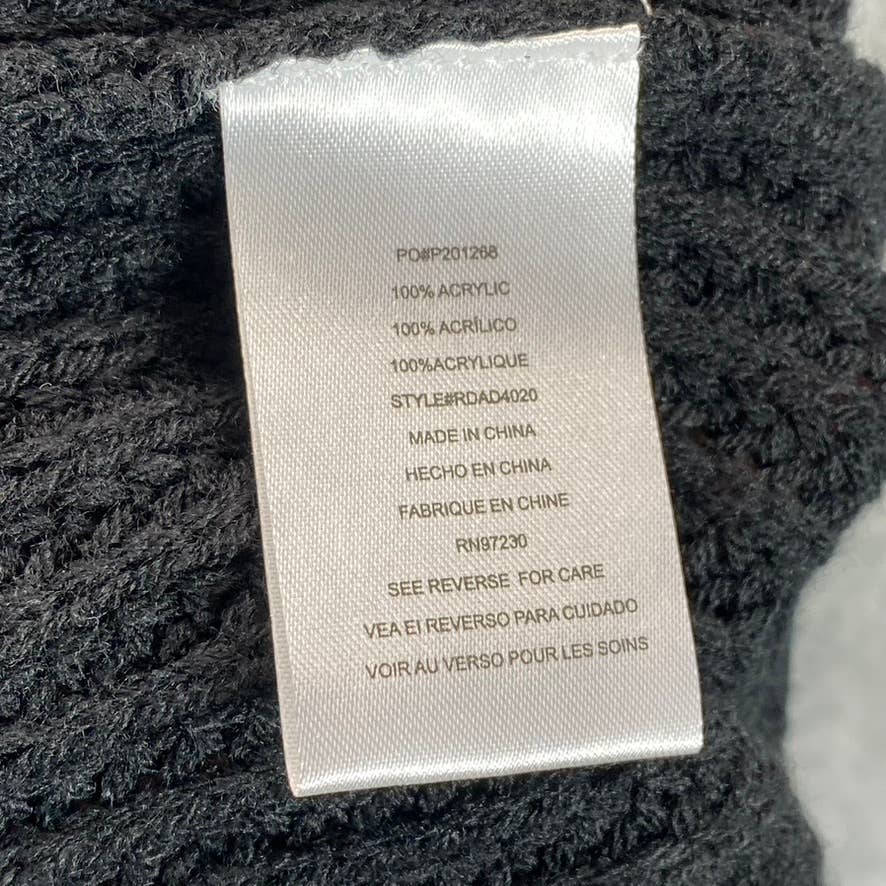 PO#P201268
100% ACRYLIC
100% ACRÍLICO
100%ACRYLIQUE
STYLE#RDAD4020
MADE IN CHINA
HECHO EN CHINA
FABRIQUE EN CHINE
RN97230
SEE REVERSE FOR CARE
VEA EI REVERSO PARA CUIDADO
VOIR AU VERSO POUR LES SOINS